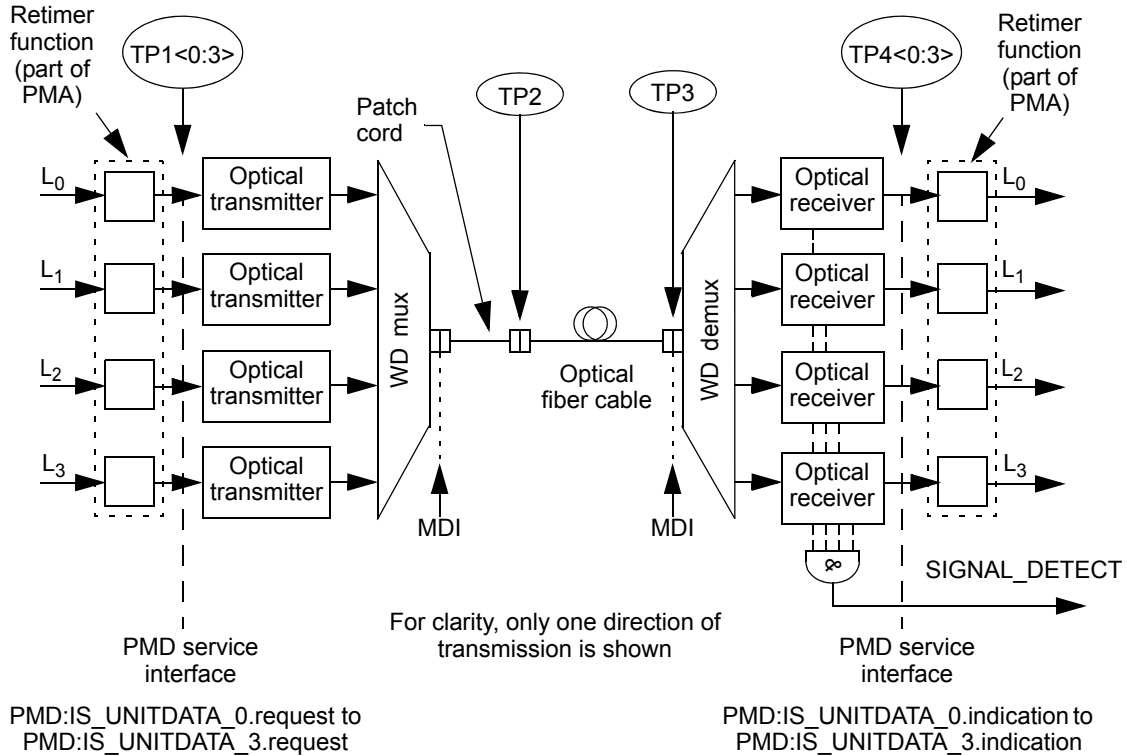 Retimer
function
(part of
PMA)
TP1<0:3>
Patch
cord
TP2
TP3
TP4<0:3>
Retimer
function
(part of
PMA)
L0
Optical
transmitter
L1
Optical
transmitter
L2
Optical
transmitter
L3
Optical
transmitter
WD mux
MDI
Optical
fiber cable
MDI
WD demux
Optical
receiver
L0
Optical
receiver
L1
Optical
receiver
L2
Optical
receiver
L3
&
SIGNAL_DETECT
For clarity, only one direction of
transmission is shown
PMD service
interface
PMD service
interface
PMD:IS_UNITDATA_0.request to
PMD:IS_UNITDATA_3.request
PMD:IS_UNITDATA_0.indication to
PMD:IS_UNITDATA_3.indication